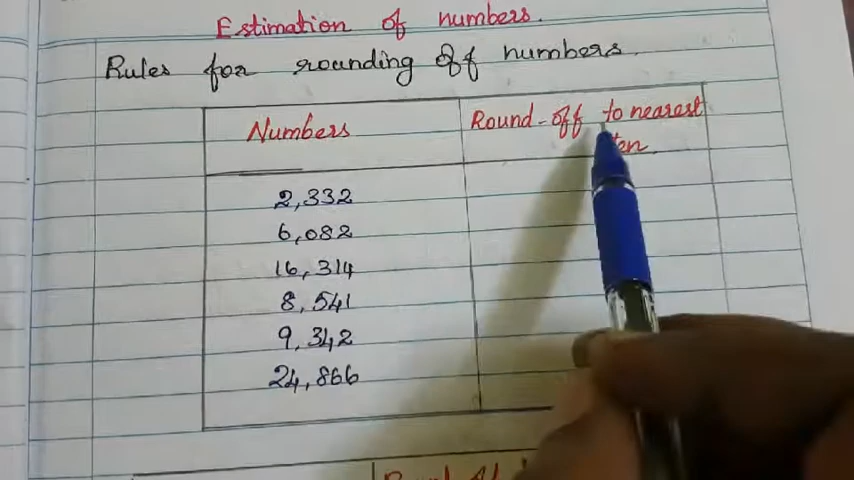 Estimation of numbers.
Rules for rounding off numbers.
Numbers
Round-off to nearest
ten
2,332
6,082
16,314
8,541
9,342
24,866
Round